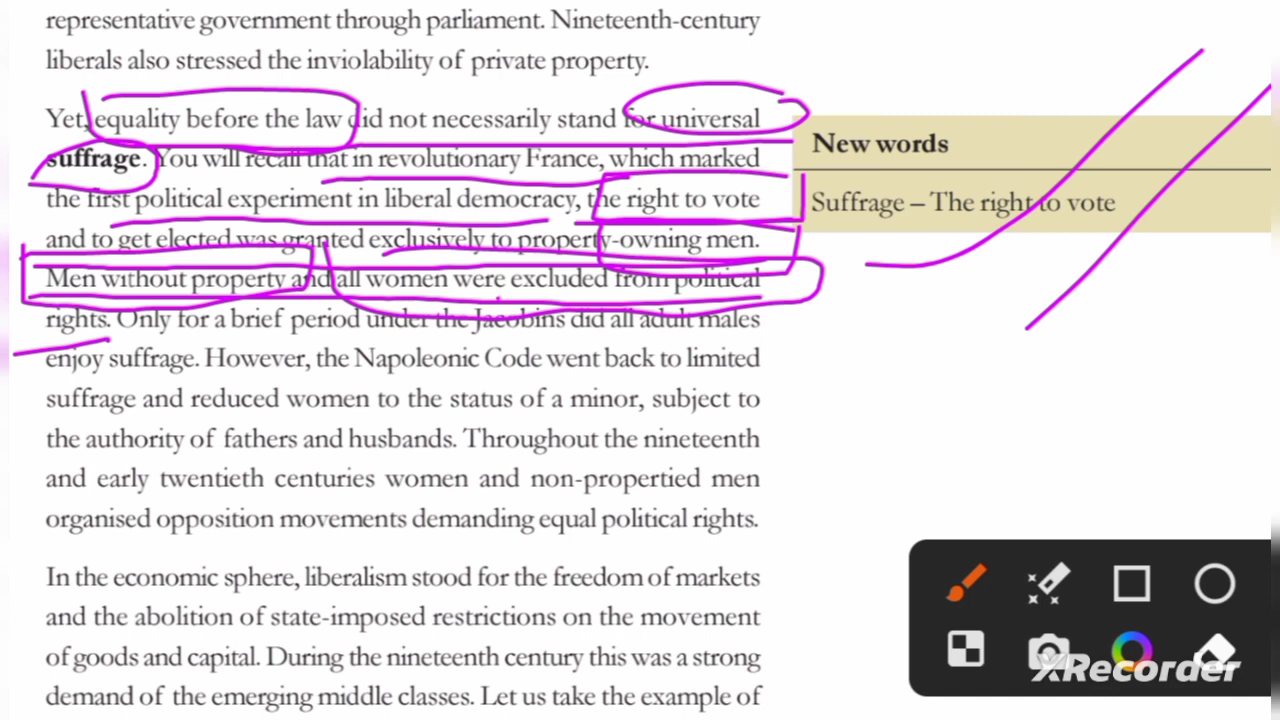 representative government through parliament. Nineteenth-century
liberals also stressed the inviolability of private property.
Yet, equality before the law did not necessarily stand for universal
suffrage. You will recall that in revolutionary France, which marked
the first political experiment in liberal democracy, the right to vote
and to get elected was granted exclusively to property-owning men.
Men without property and all women were excluded from political
rights. Only for a brief period under the Jacobins did all adult males
enjoy suffrage. However, the Napoleonic Code went back to limited
suffrage and reduced women to the status of a minor, subject to
the authority of fathers and husbands. Throughout the nineteenth
and early twentieth centuries women and non-propertied men
organised opposition movements demanding equal political rights.
In the economic sphere, liberalism stood for the freedom of markets
and the abolition of state-imposed restrictions on the movement
of goods and capital. During the nineteenth century this was a strong
demand of the emerging middle classes. Let us take the example of
New words
Suffrage – The right to vote
XRecorder